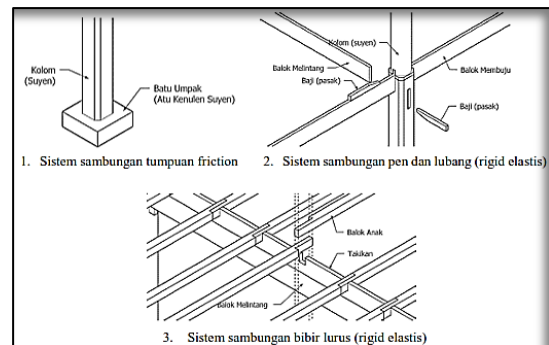 Kolom
(Suyen)
Batu Umpak
(Atu Kenulen Suyen)
1. Sistem sambungan tumpuan friction
Kolom (suyen)
Balok Melintang
Baji (pasak)
Balok Membuju
Baji (pasak)
2. Sistem sambungan pen dan lubang (rigid elastis)
Balok Anak
Takikan
Balok Melintang
3. Sistem sambungan bibir lurus (rigid elastis)